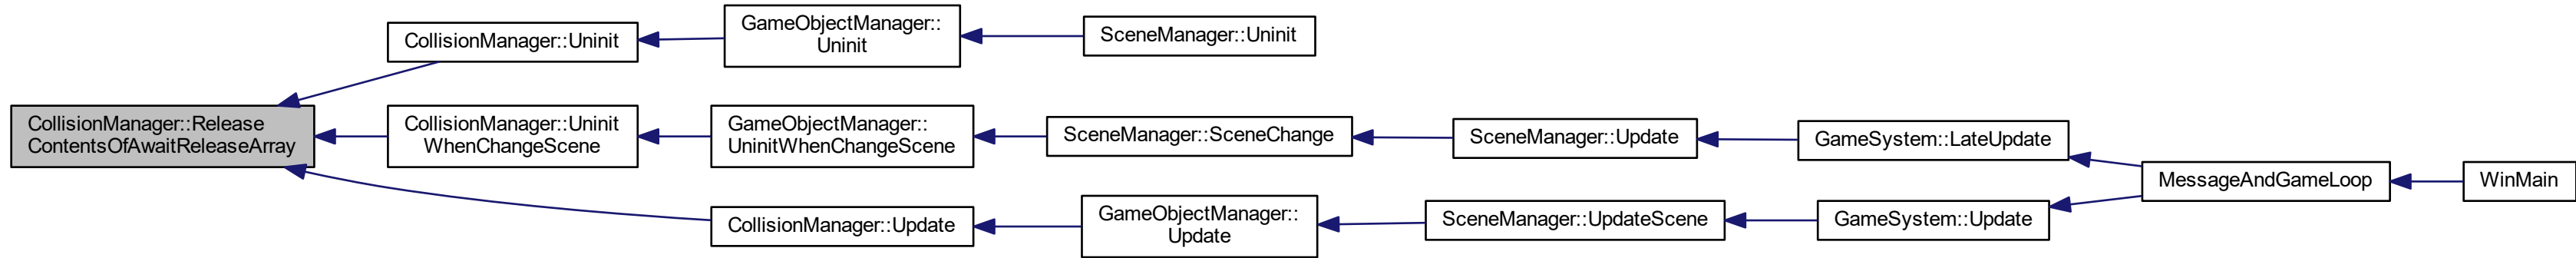 CollisionManager::Uninit
GameObjectManager::
Uninit
SceneManager::Uninit
CollisionManager::Release
ContentsOfAwaitReleaseArray
CollisionManager::Uninit
WhenChangeScene
GameObjectManager::
UninitWhenChangeScene
SceneManager::SceneChange
SceneManager::Update
GameSystem::LateUpdate
MessageAndGameLoop
WinMain
CollisionManager::Update
GameObjectManager::
Update
SceneManager::UpdateScene
GameSystem::Update